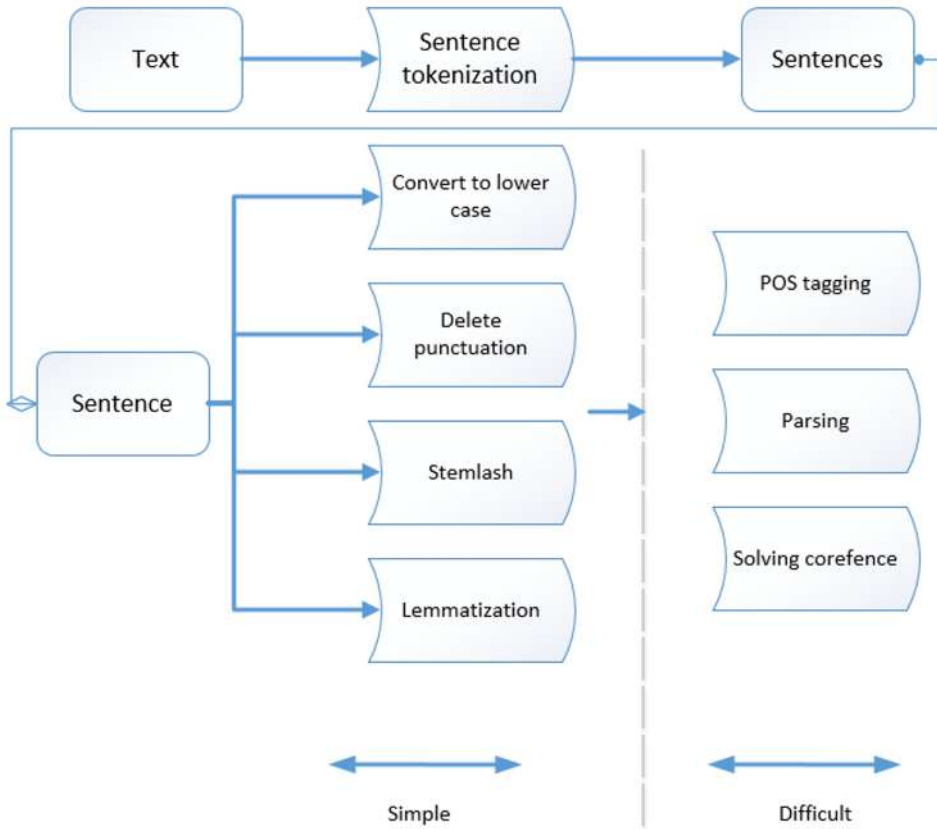 Text
Sentence
tokenization
Sentences
Convert to lower
case
Delete
punctuation
Sentence
Stemlash
Lemmatization
POS tagging
Parsing
Solving corefence
Simple
Difficult